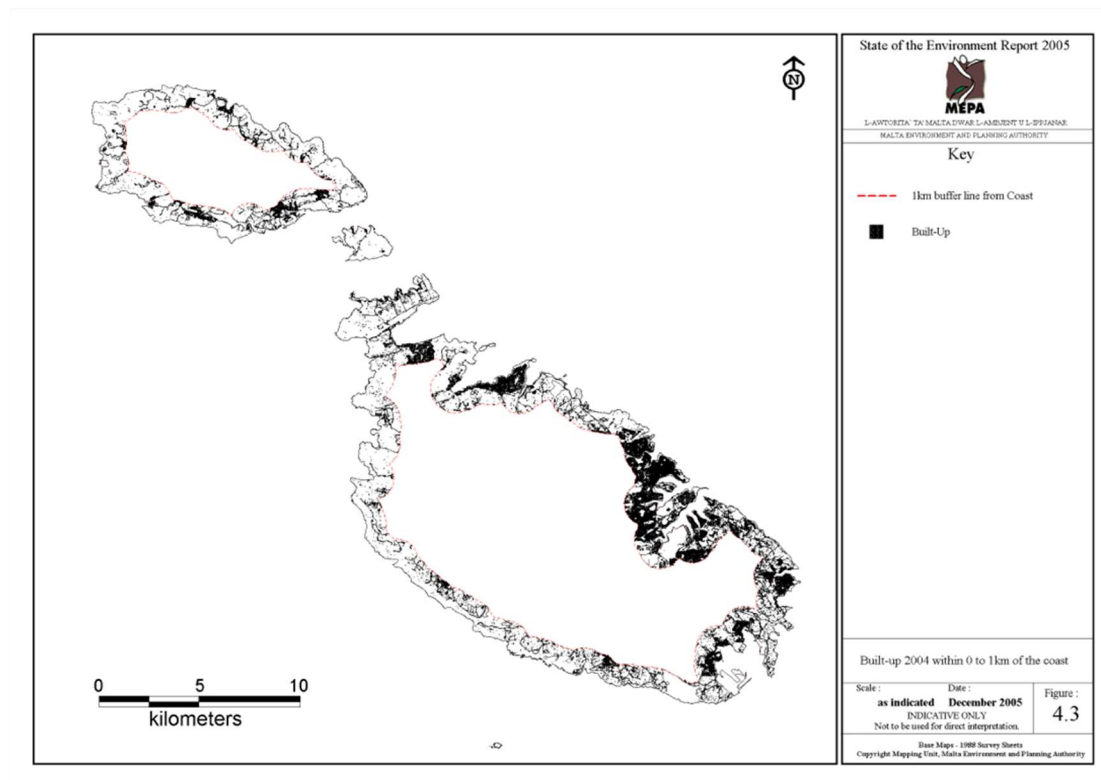 N
0 5 10
kilometers
State of the Environment Report 2005
MEPA
L-AWTORITA' TA' MALTA DWAR L-AMBJENT U L-IPPJANAR
MALTA ENVIRONMENT AND PLANNING AUTHORITY
Key
1km buffer line from Coast
Built-Up
Built-up 2004 within 0 to 1km of the coast
Scale : Date :
as indicated December 2005
INDICATIVE ONLY
Not to be used for direct interpretation.
Figure :
4.3
Base Maps - 1988 Survey Sheets
Copyright Mapping Unit, Malta Environment and Planning Authority